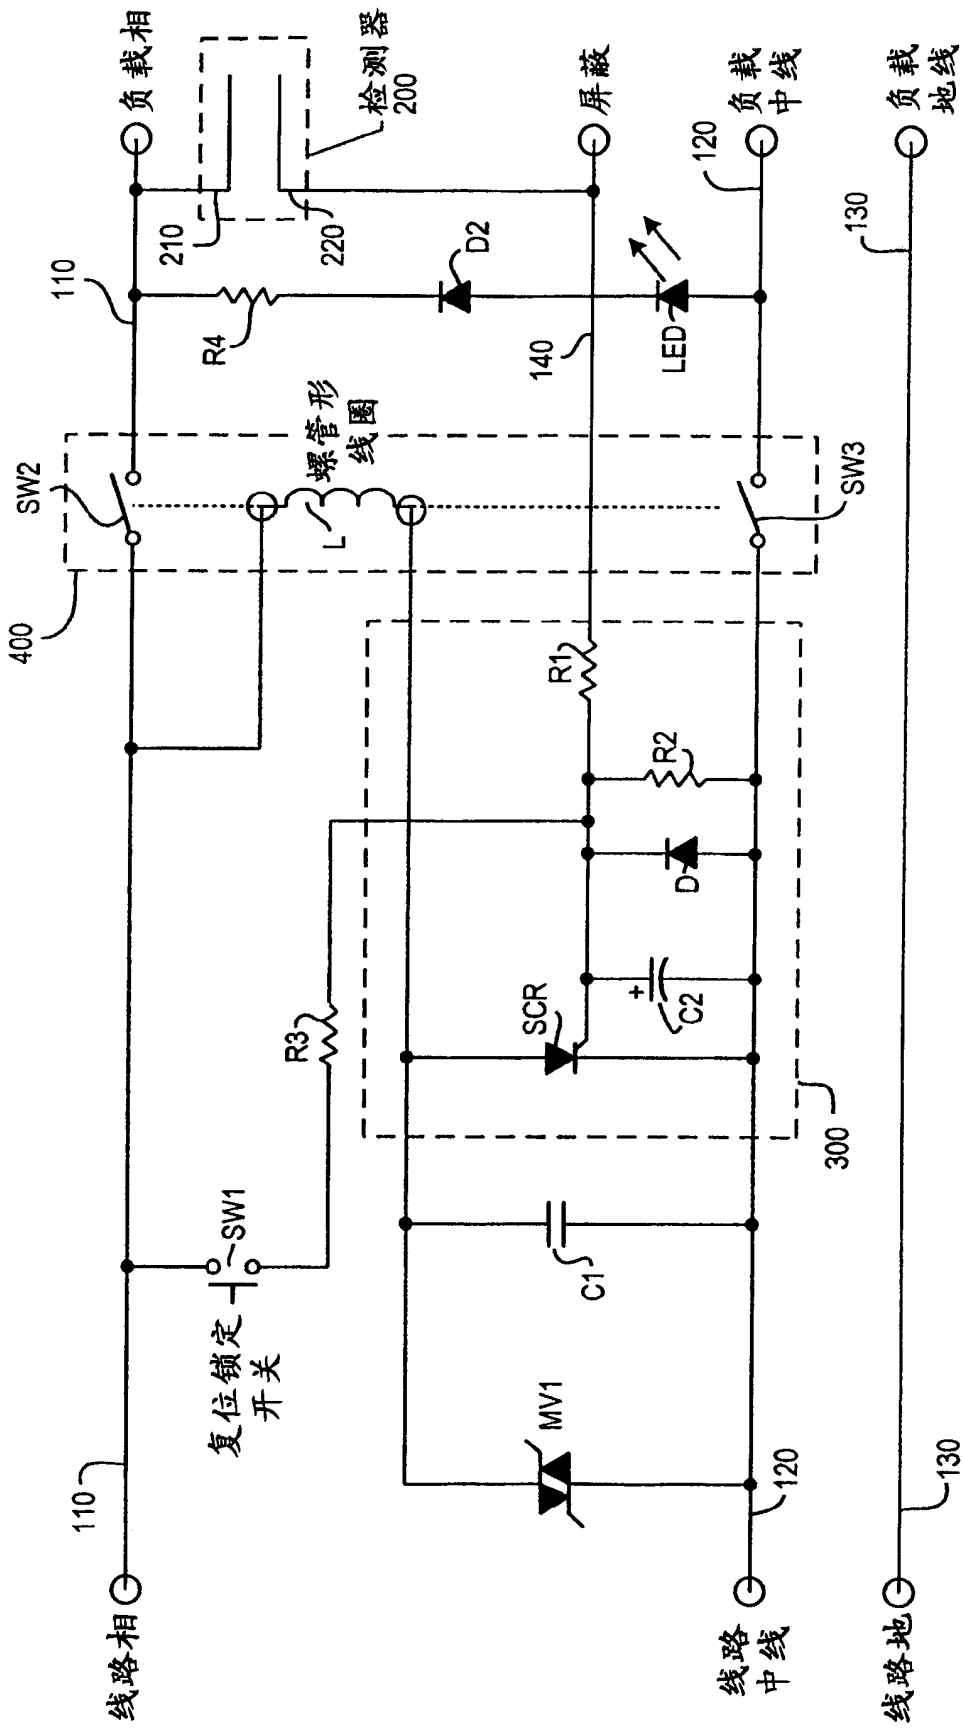 线路相
110
复位锁定
开关
SW1
R3
400
SW2
螺管形
线圈
L
110
R4
210
220
负载相
检测器
200
D2
140
屏蔽
LED
负载
中线
120
SW3
R1
R2
D
C2
+
SCR
300
C1
MV1
120
线路
中线
130
130
线路地
负载
地线